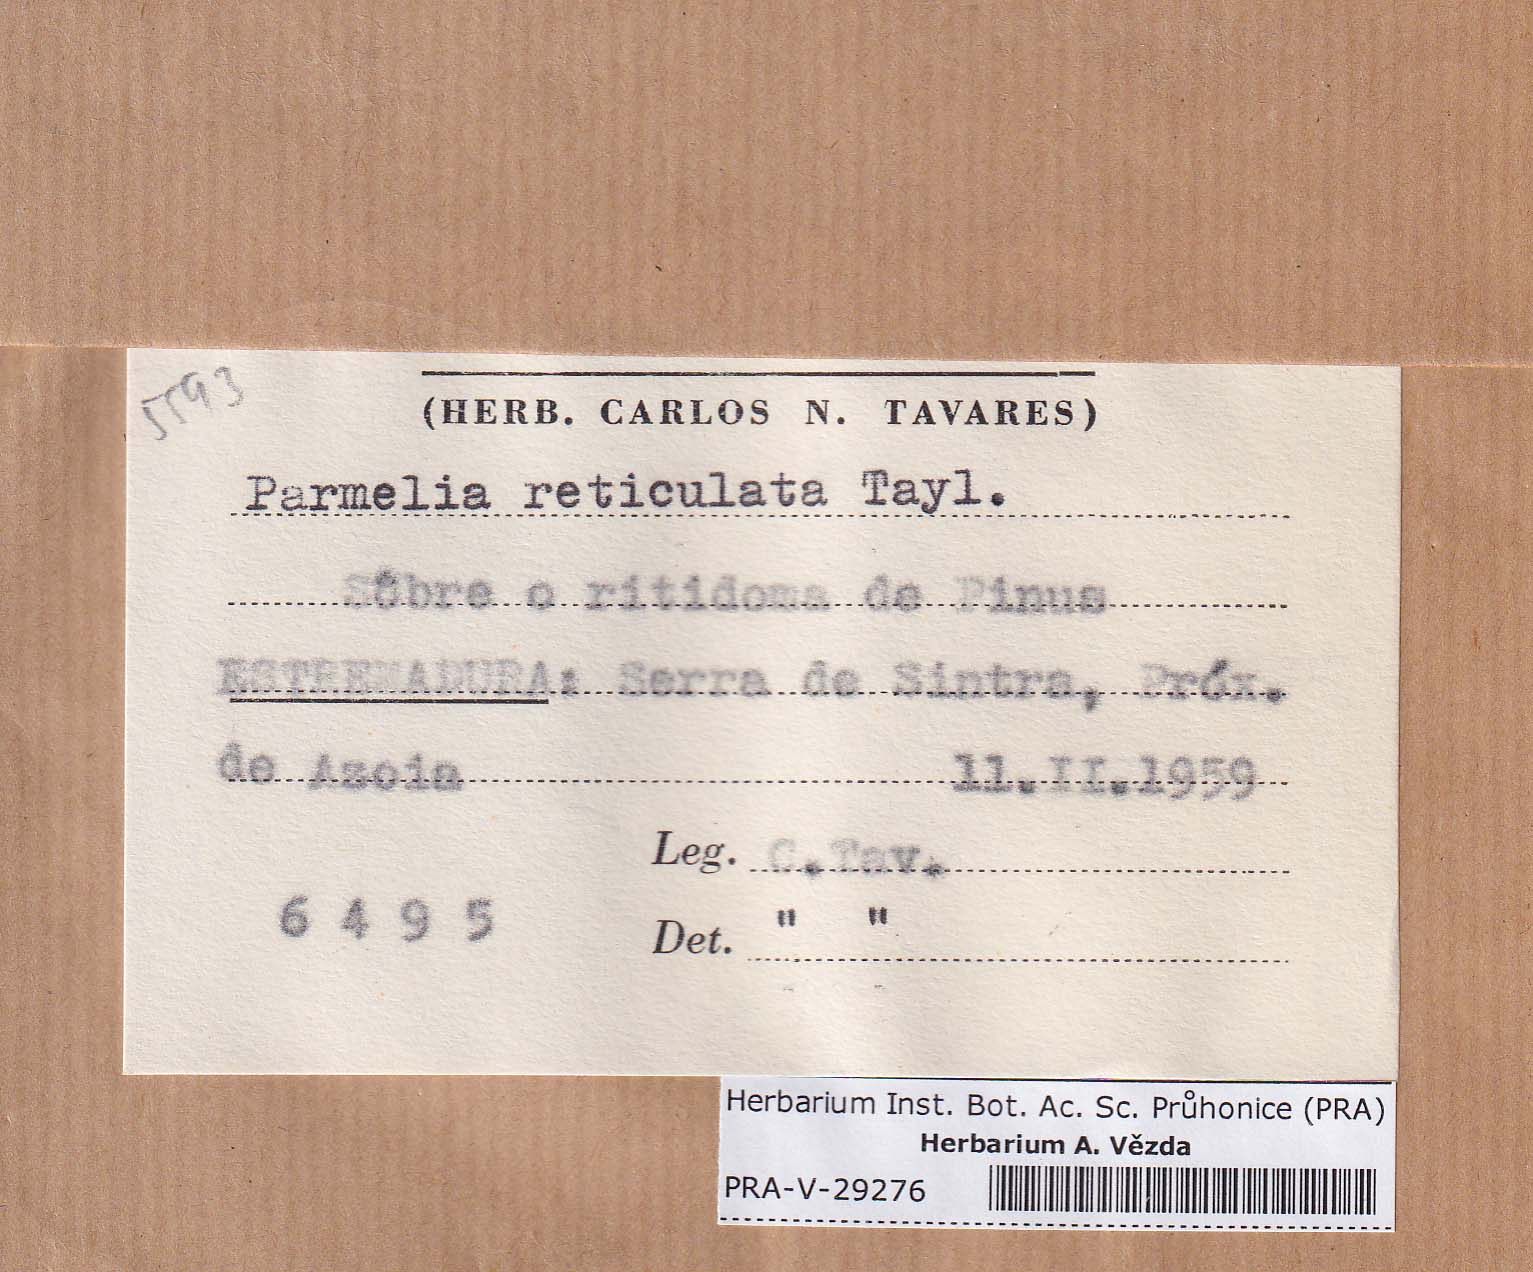 5593
(HERB. CARLOS N. TAVARES)
Parmelia reticulata Tayl.
Sôbre o ritidoma de Pinus
ESTREMADURA: Serra de Sintra, Próx.
de Azoia 11.II.1959
Leg. C.Tav.
6495 Det. " "
Herbarium Inst. Bot. Ac. Sc. Průhonice (PRA)
Herbarium A. Vězda
PRA-V-29276